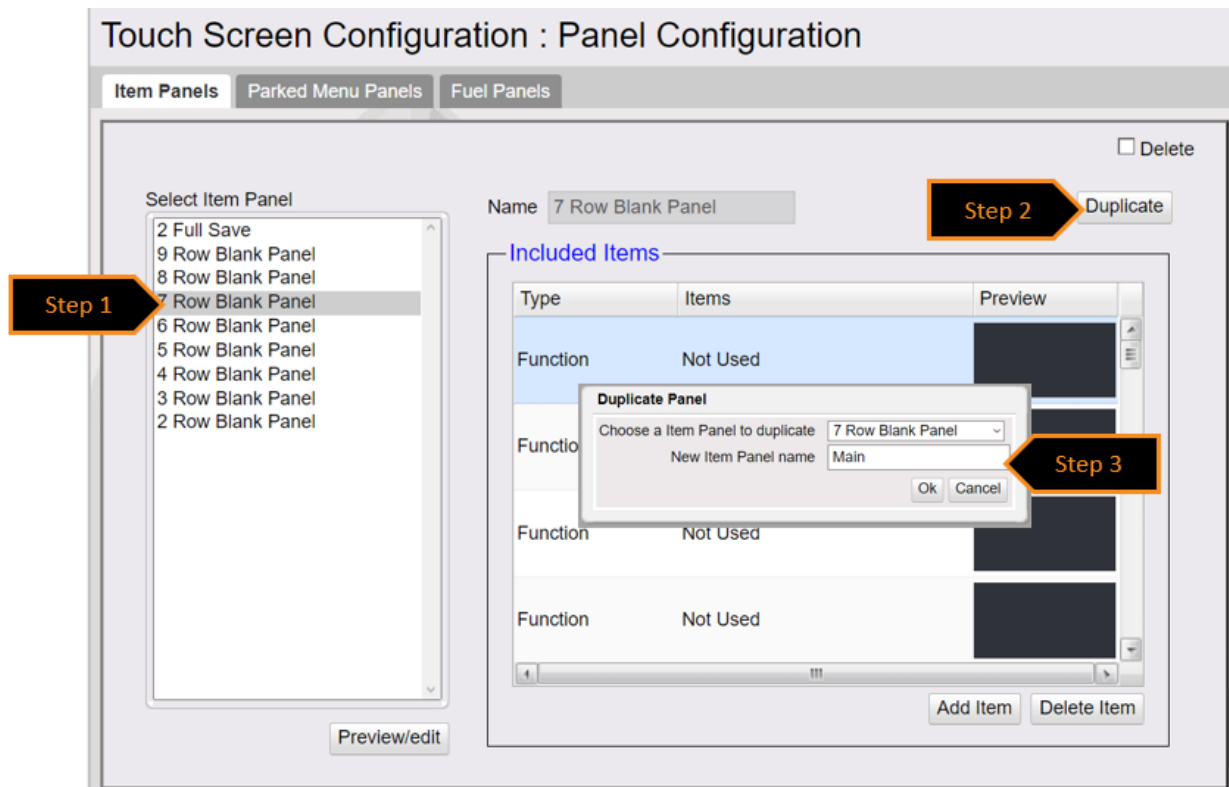 Touch Screen Configuration : Panel Configuration
Item Panels Parked Menu Panels Fuel Panels
Delete
Select Item Panel
2 Full Save
9 Row Blank Panel
8 Row Blank Panel
7 Row Blank Panel
6 Row Blank Panel
5 Row Blank Panel
4 Row Blank Panel
3 Row Blank Panel
2 Row Blank Panel
Step 1
Preview/edit
Name 7 Row Blank Panel
Step 2
Duplicate
Included Items
Type Items Preview
Function Not Used
Functio
Duplicate Panel
Choose a Item Panel to duplicate 7 Row Blank Panel
New Item Panel name Main
Step 3
Ok Cancel
Function Not Used
Function Not Used
Add Item Delete Item